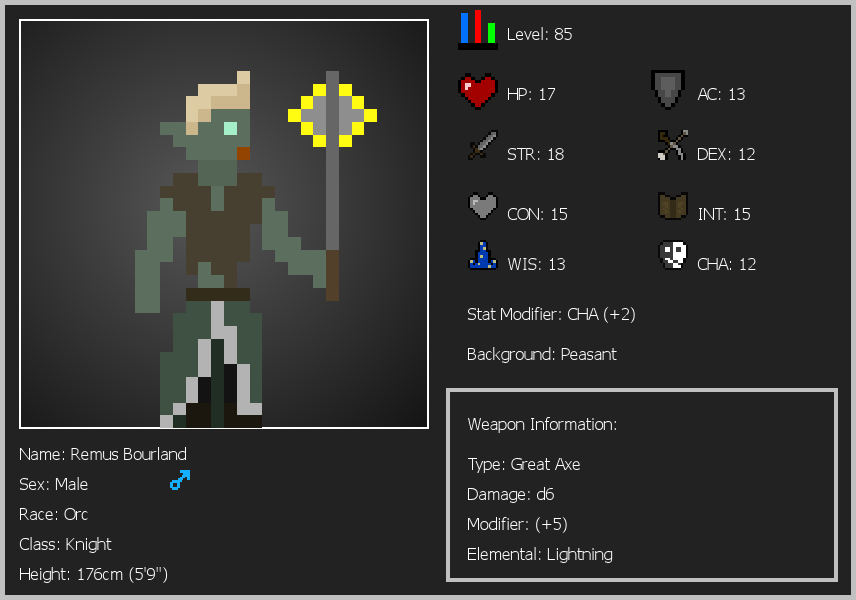 Level: 85
HP: 17
AC: 13
STR: 18
DEX: 12
CON: 15
INT: 15
WIS: 13
CHA: 12
Stat Modifier: CHA (+2)
Background: Peasant
Weapon Information:
Type: Great Axe
Damage: d6
Modifier: (+5)
Elemental: Lightning
Name: Remus Bourland
Sex: Male
Race: Orc
Class: Knight
Height: 176cm (5'9")